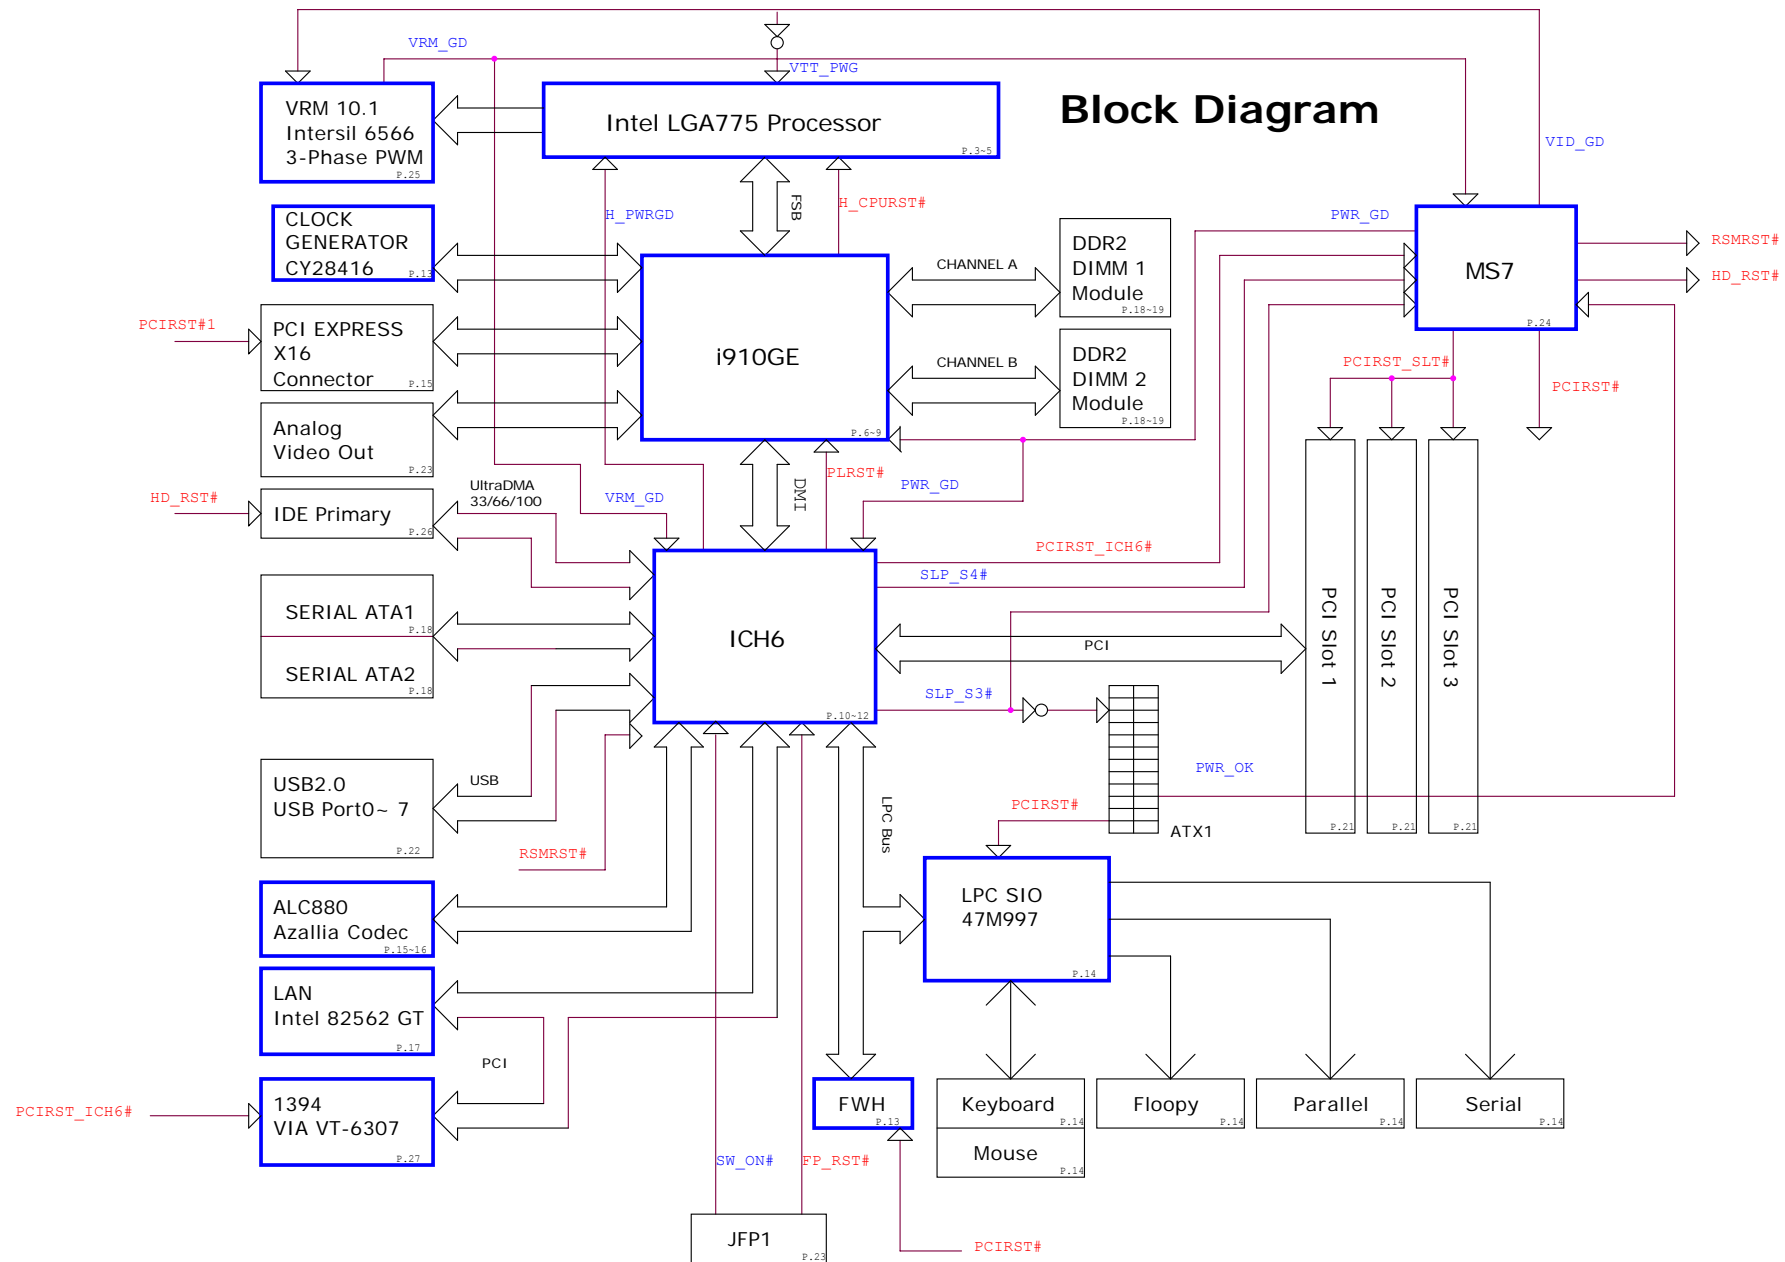 VRM_GD
VTT_PWG
Block Diagram
VID_GD
VRM 10.1
Intersil 6566
3-Phase PWM
P.25
Intel LGA775 Processor
P.3~5
H_PWRGD
FSB
H_CPURST#
CLOCK
GENERATOR
CY28416
P.13
CHANNEL A
DDR2
DIMM 1
Module
P.18~19
PWR_GD
MS7
P.24
RSMRST#
HD_RST#
PCIRST#1
PCI EXPRESS
X16
Connector
P.15
i910GE
P.6~9
CHANNEL B
DDR2
DIMM 2
Module
P.18~19
PCIRST_SLT#
PCIRST#
Analog
Video Out
P.23
UltraDMA
33/66/100
HD_RST#
IDE Primary
P.26
VRM_GD
DMI
PLRST#
PWR_GD
PCIRST_ICH6#
SLP_S4#
SERIAL ATA1
P.18
SERIAL ATA2
P.18
ICH6
P.10~12
PCI
SLP_S3#
PCI Slot 1
P.21
PCI Slot 2
P.21
PCI Slot 3
P.21
PWR_OK
ATX1
PCIRST#
USB2.0
USB Port0~ 7
P.22
USB
RSMRST#
LPC Bus
ALC880
Azallia Codec
P.15~16
LPC SIO
47M997
P.14
LAN
Intel 82562 GT
P.17
PCI
PCIRST_ICH6#
1394
VIA VT-6307
P.27
FWH
P.13
Keyboard
P.14
Mouse
P.14
Floopy
P.14
Parallel
P.14
Serial
P.14
SW_ON#
FP_RST#
JFP1
P.23
PCIRST#